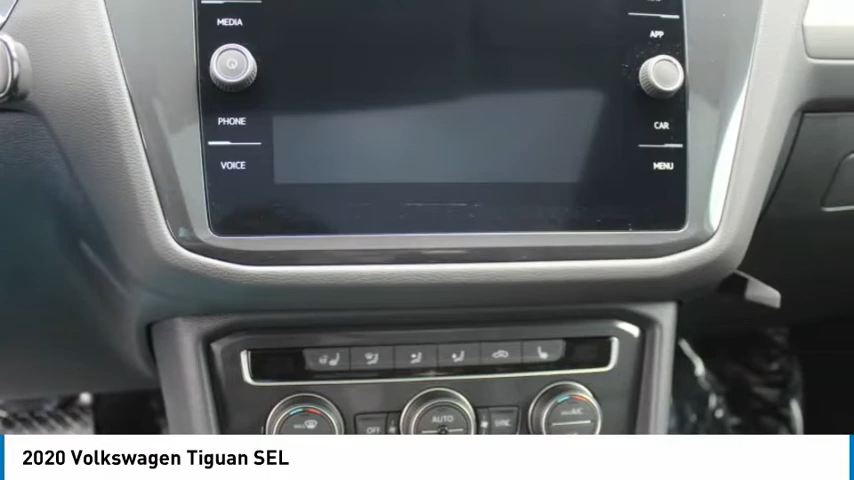 MEDIA
APP
PHONE
CAR
VOICE
MENU
AUTO
A/C
OFF
SYNC
2020 Volkswagen Tiguan SEL